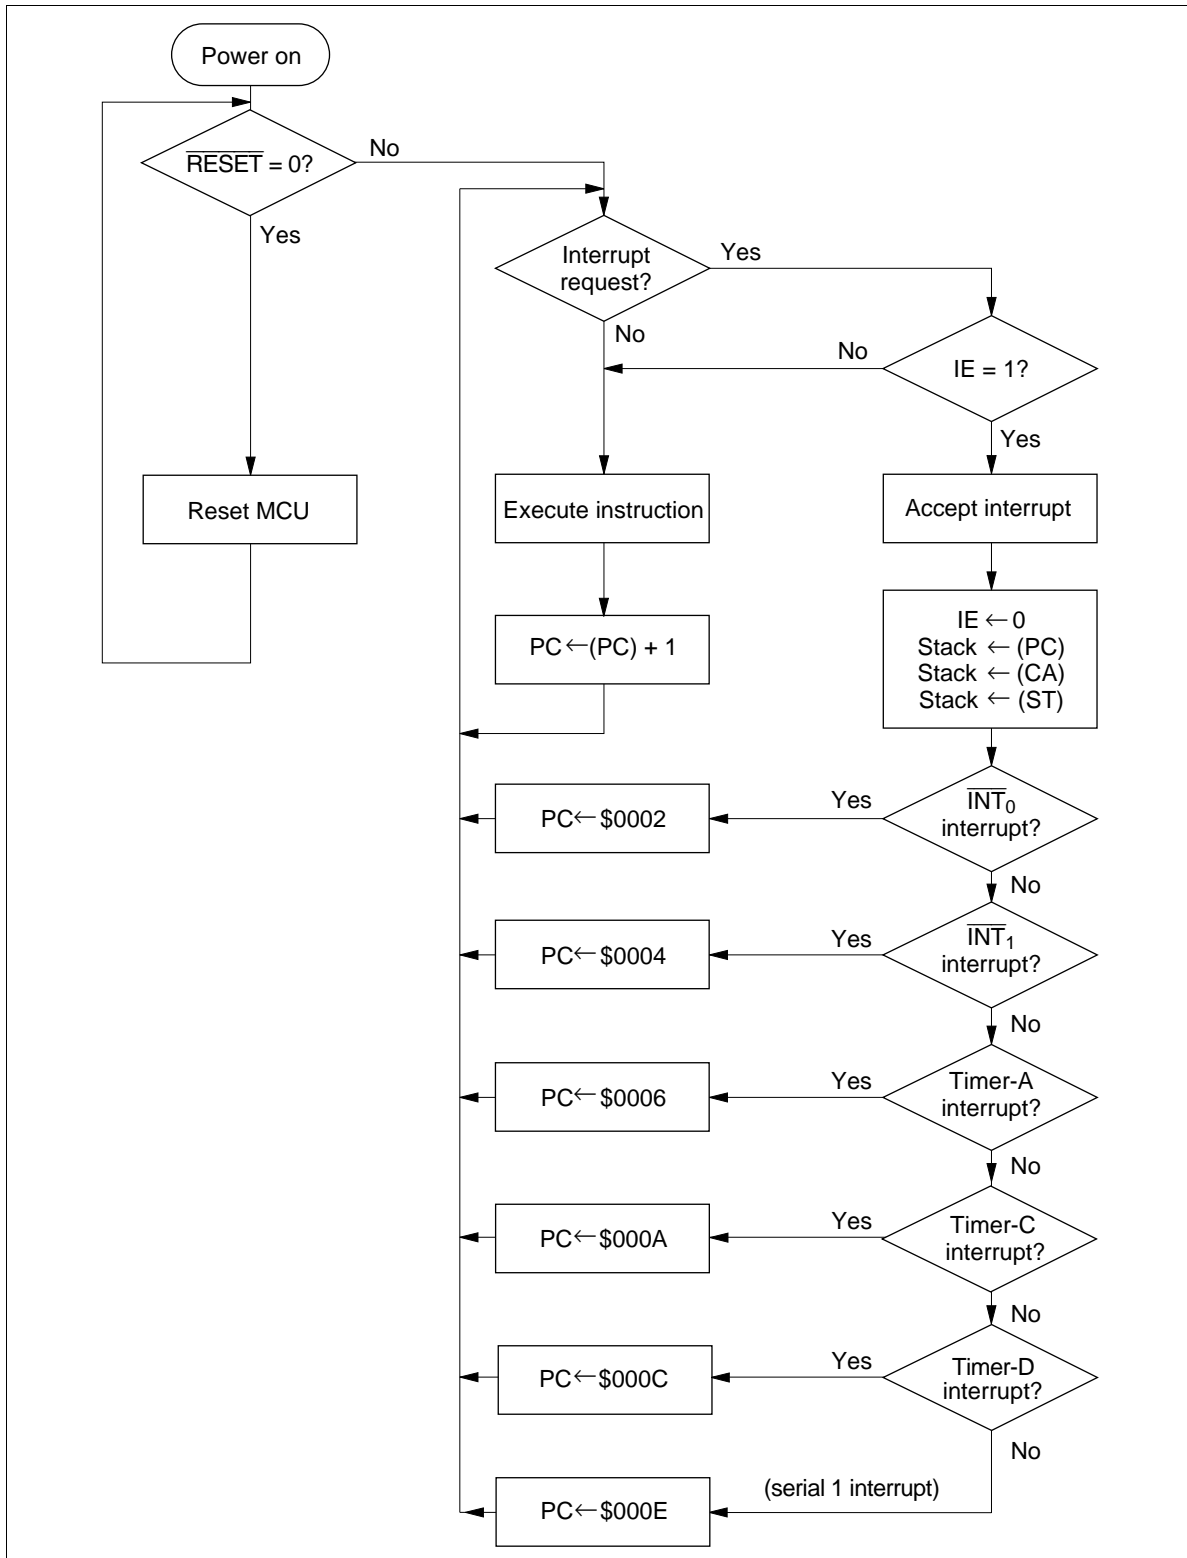 Power on
R̅E̅S̅E̅T̅ = 0?
No
Yes
Reset MCU
Interrupt
request?
Yes
No
IE = 1?
No
Yes
Execute instruction
Accept interrupt
PC←(PC) + 1
IE ← 0
Stack ← (PC)
Stack ← (CA)
Stack ← (ST)
I̅N̅T̅₀
interrupt?
Yes
PC←$0002
No
I̅N̅T̅₁
interrupt?
Yes
PC←$0004
No
Timer-A
interrupt?
Yes
PC←$0006
No
Timer-C
interrupt?
Yes
PC←$000A
No
Timer-D
interrupt?
Yes
PC←$000C
No
(serial 1 interrupt)
PC←$000E